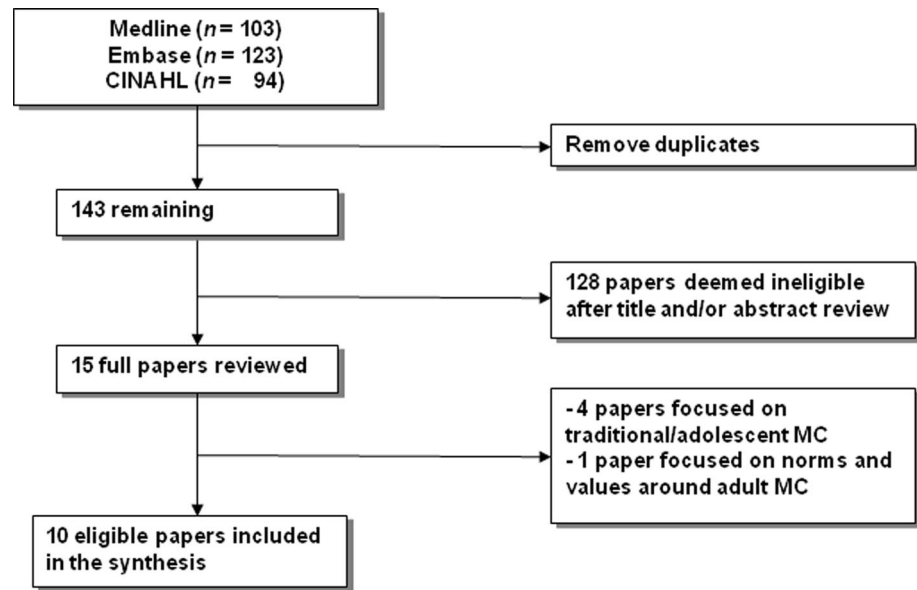 Medline (n= 103)
Embase (n= 123)
CINAHL (n= 94)
Remove duplicates
143 remaining
128 papers deemed ineligible
after title and/or abstract review
15 full papers reviewed
-4 papers focused on
traditional/adolescent MC
-1 paper focused on norms and
values around adult MC
10 eligible papers included
in the synthesis